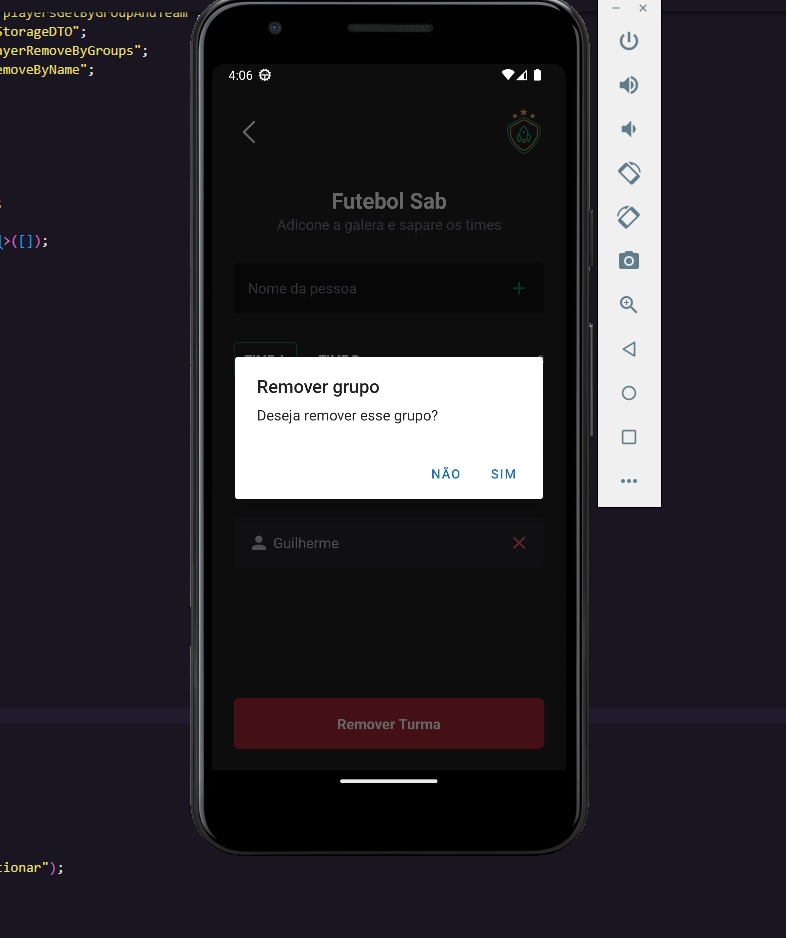 playersGetByGroupAndTeam
StorageDTO";
ayerRemoveByGroups";
emoveByName";
>([]);
4:06
Futebol Sab
Adicione a galera e sapare os times
Nome da pessoa
Remover grupo
Deseja remover esse grupo?
NÃO SIM
Guilherme
Remover Turma
tionar");